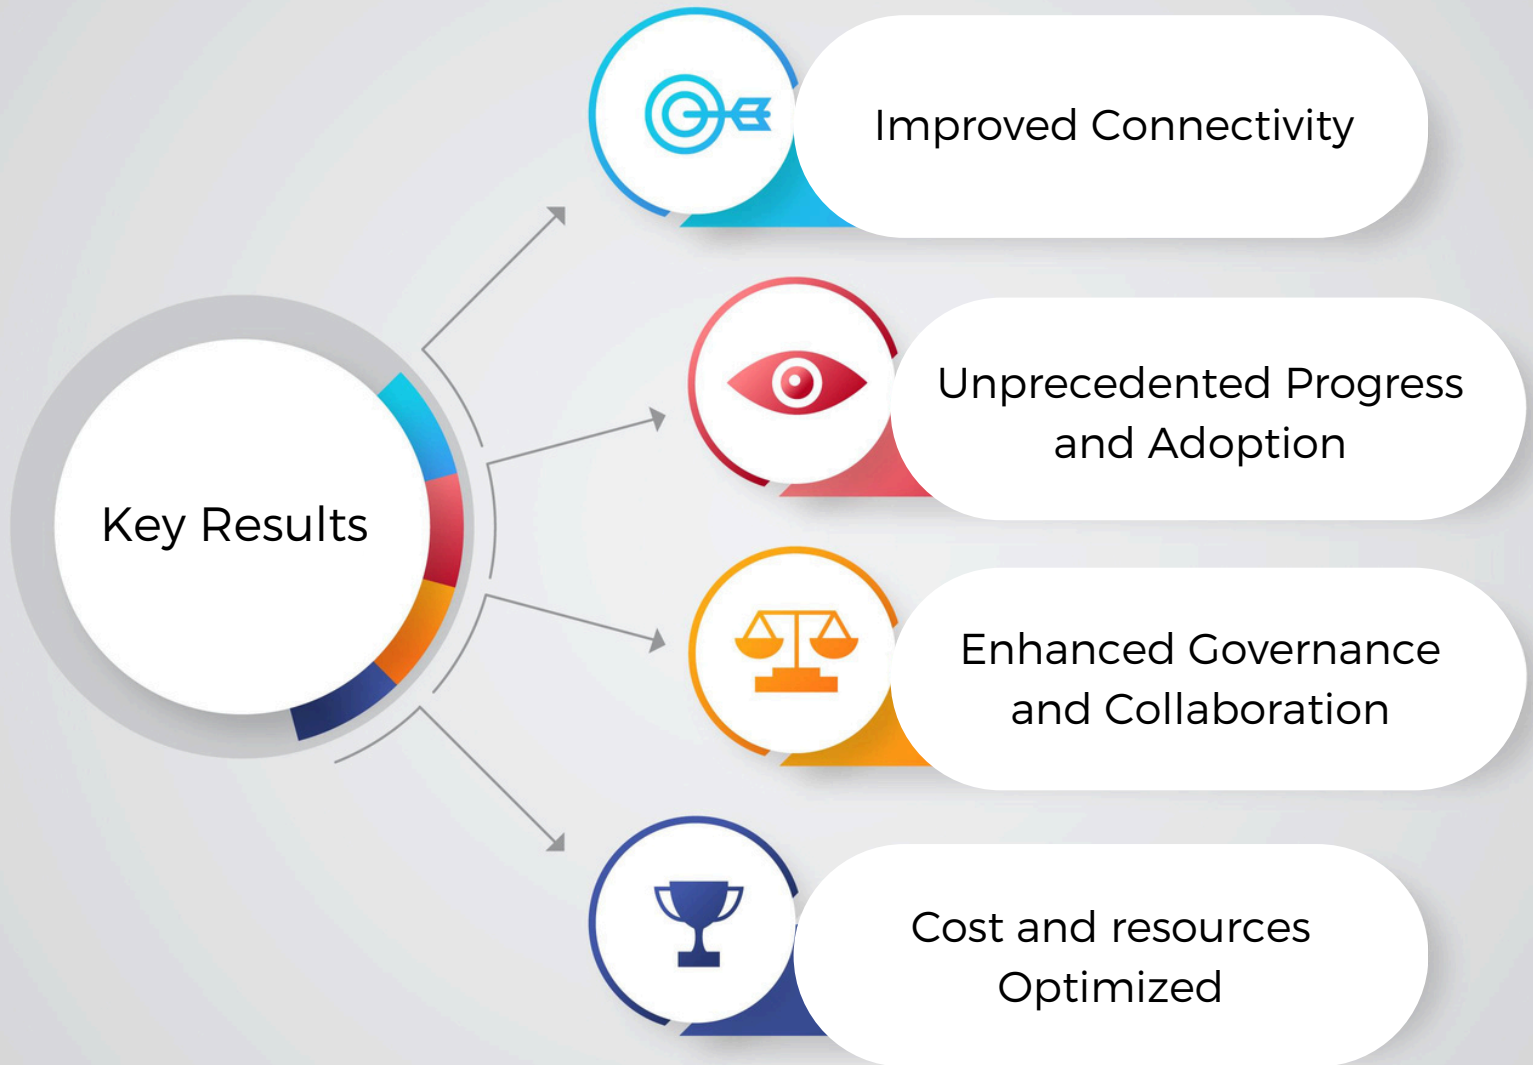 Key Results
Improved Connectivity
Unprecedented Progress
and Adoption
Enhanced Governance
and Collaboration
Cost and resources
Optimized